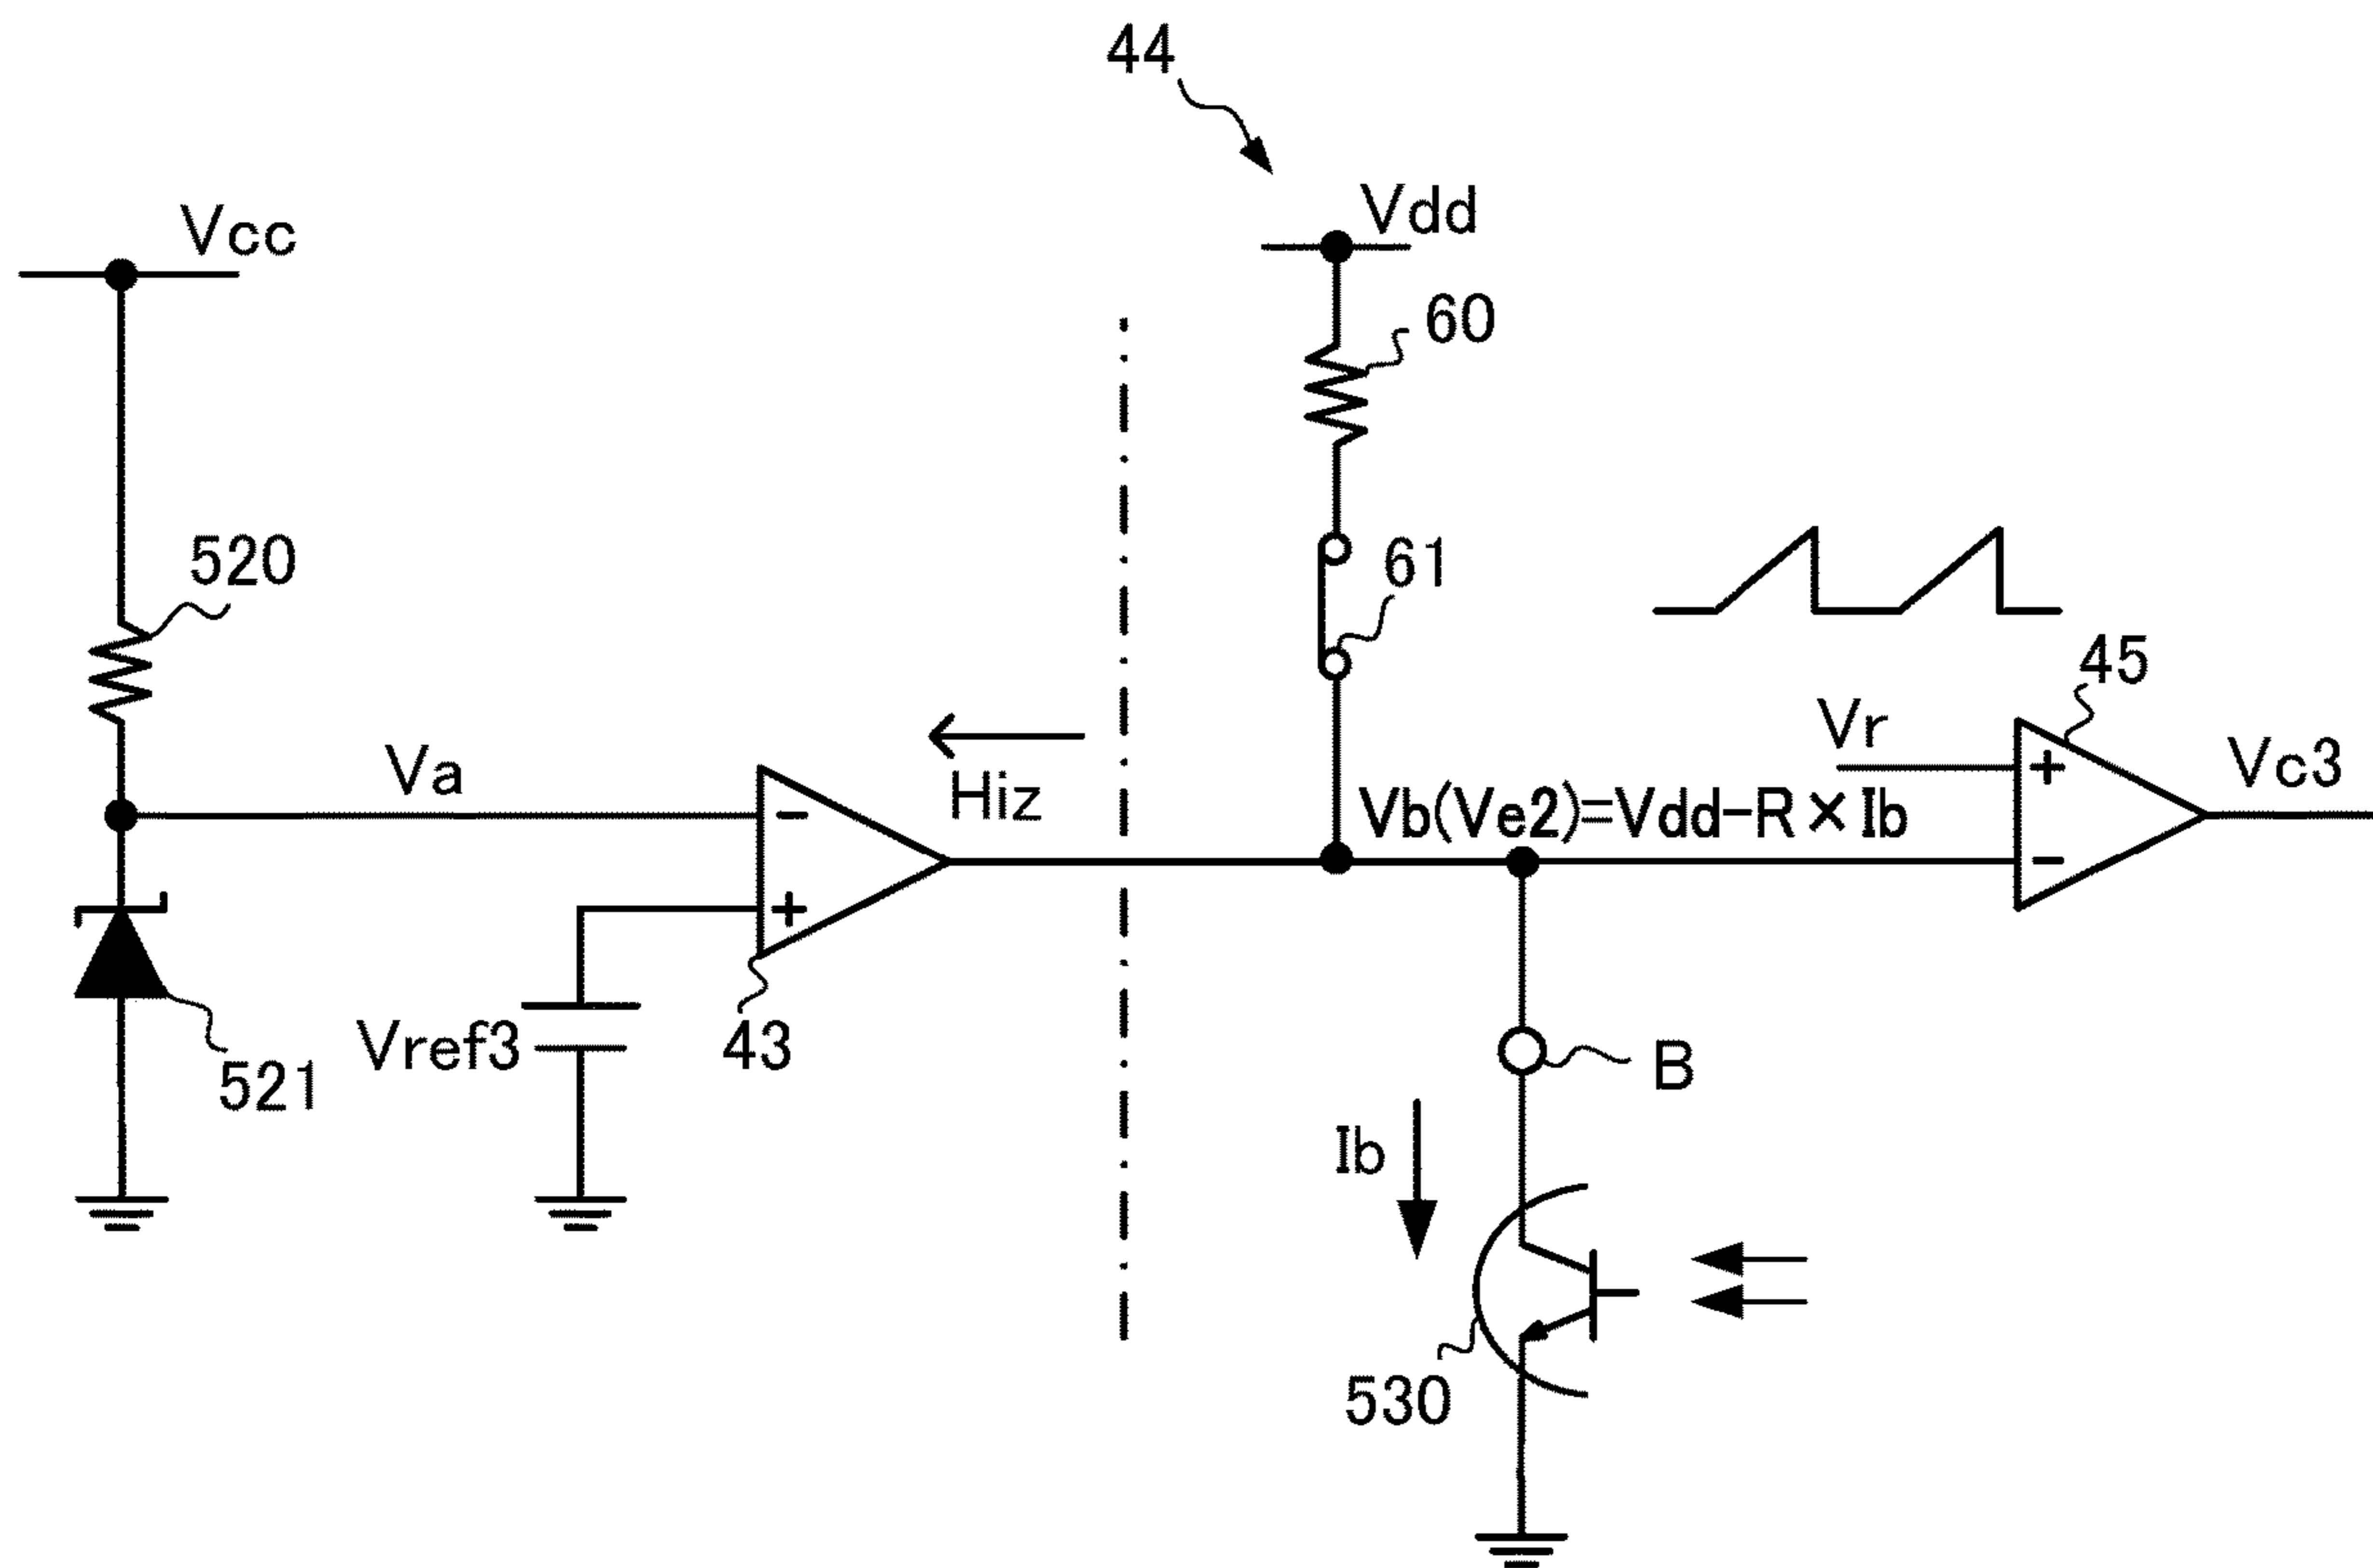 44
Vcc
Vdd
60
520
61
45
Vr
Va
Hiz
Vc3
Vb(Ve2)=Vdd-R×Ib
-
+
+
-
Vref3
43
521
B
Ib
530